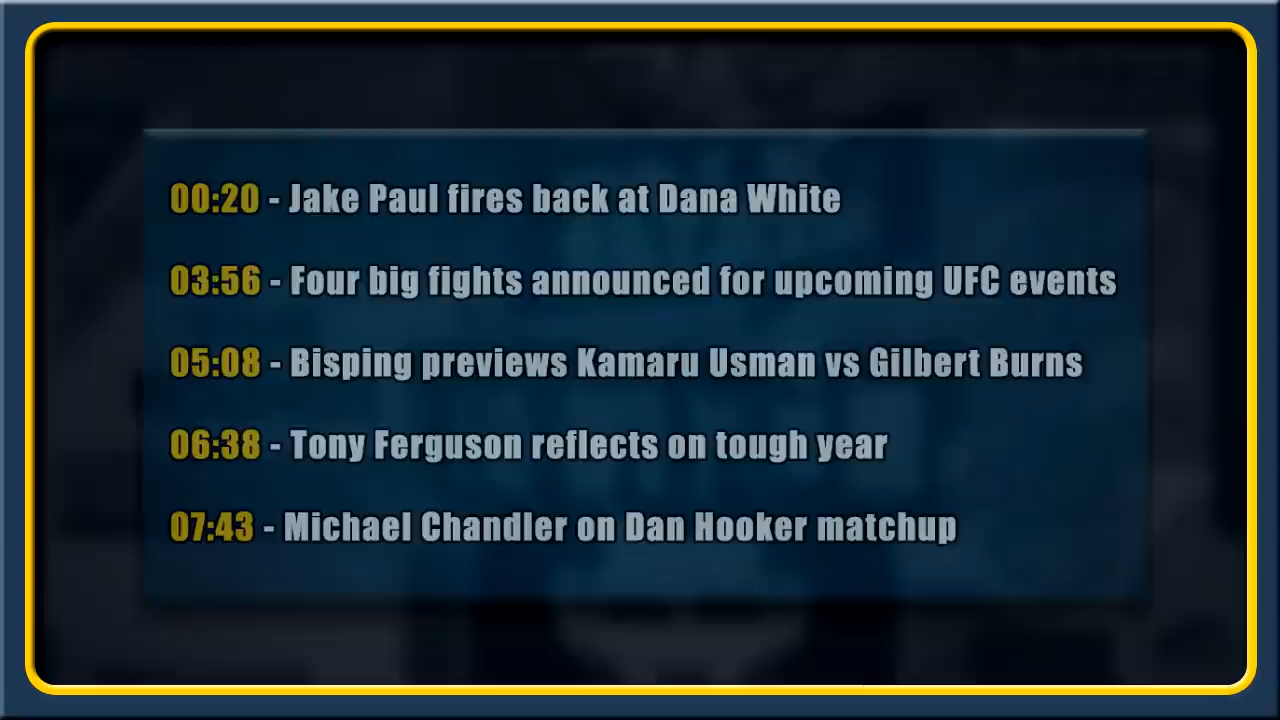 00:20 - Jake Paul fires back at Dana White
03:56 - Four big fights announced for upcoming UFC events
05:08 - Bisping previews Kamaru Usman vs Gilbert Burns
06:38 - Tony Ferguson reflects on tough year
07:43 - Michael Chandler on Dan Hooker matchup